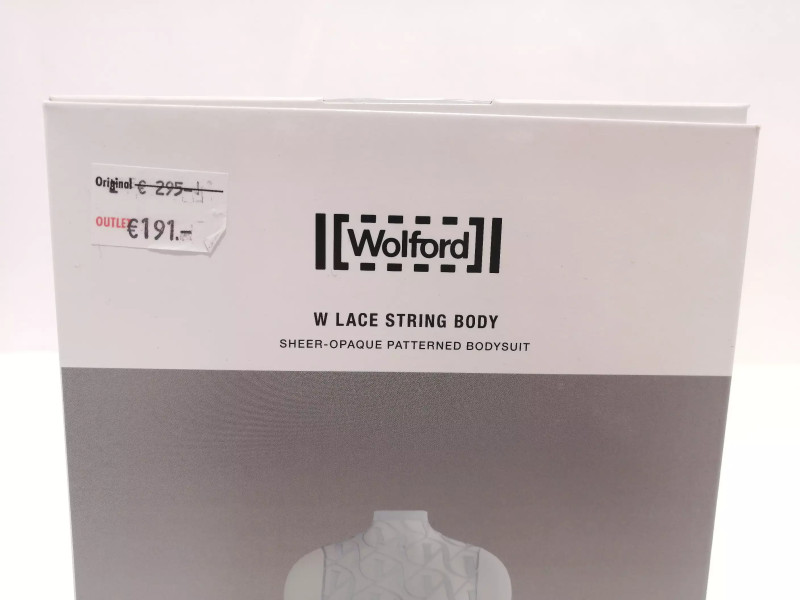 Original € 295.-
OUTLET €191.-
Wolford
W LACE STRING BODY
SHEER-OPAQUE PATTERNED BODYSUIT